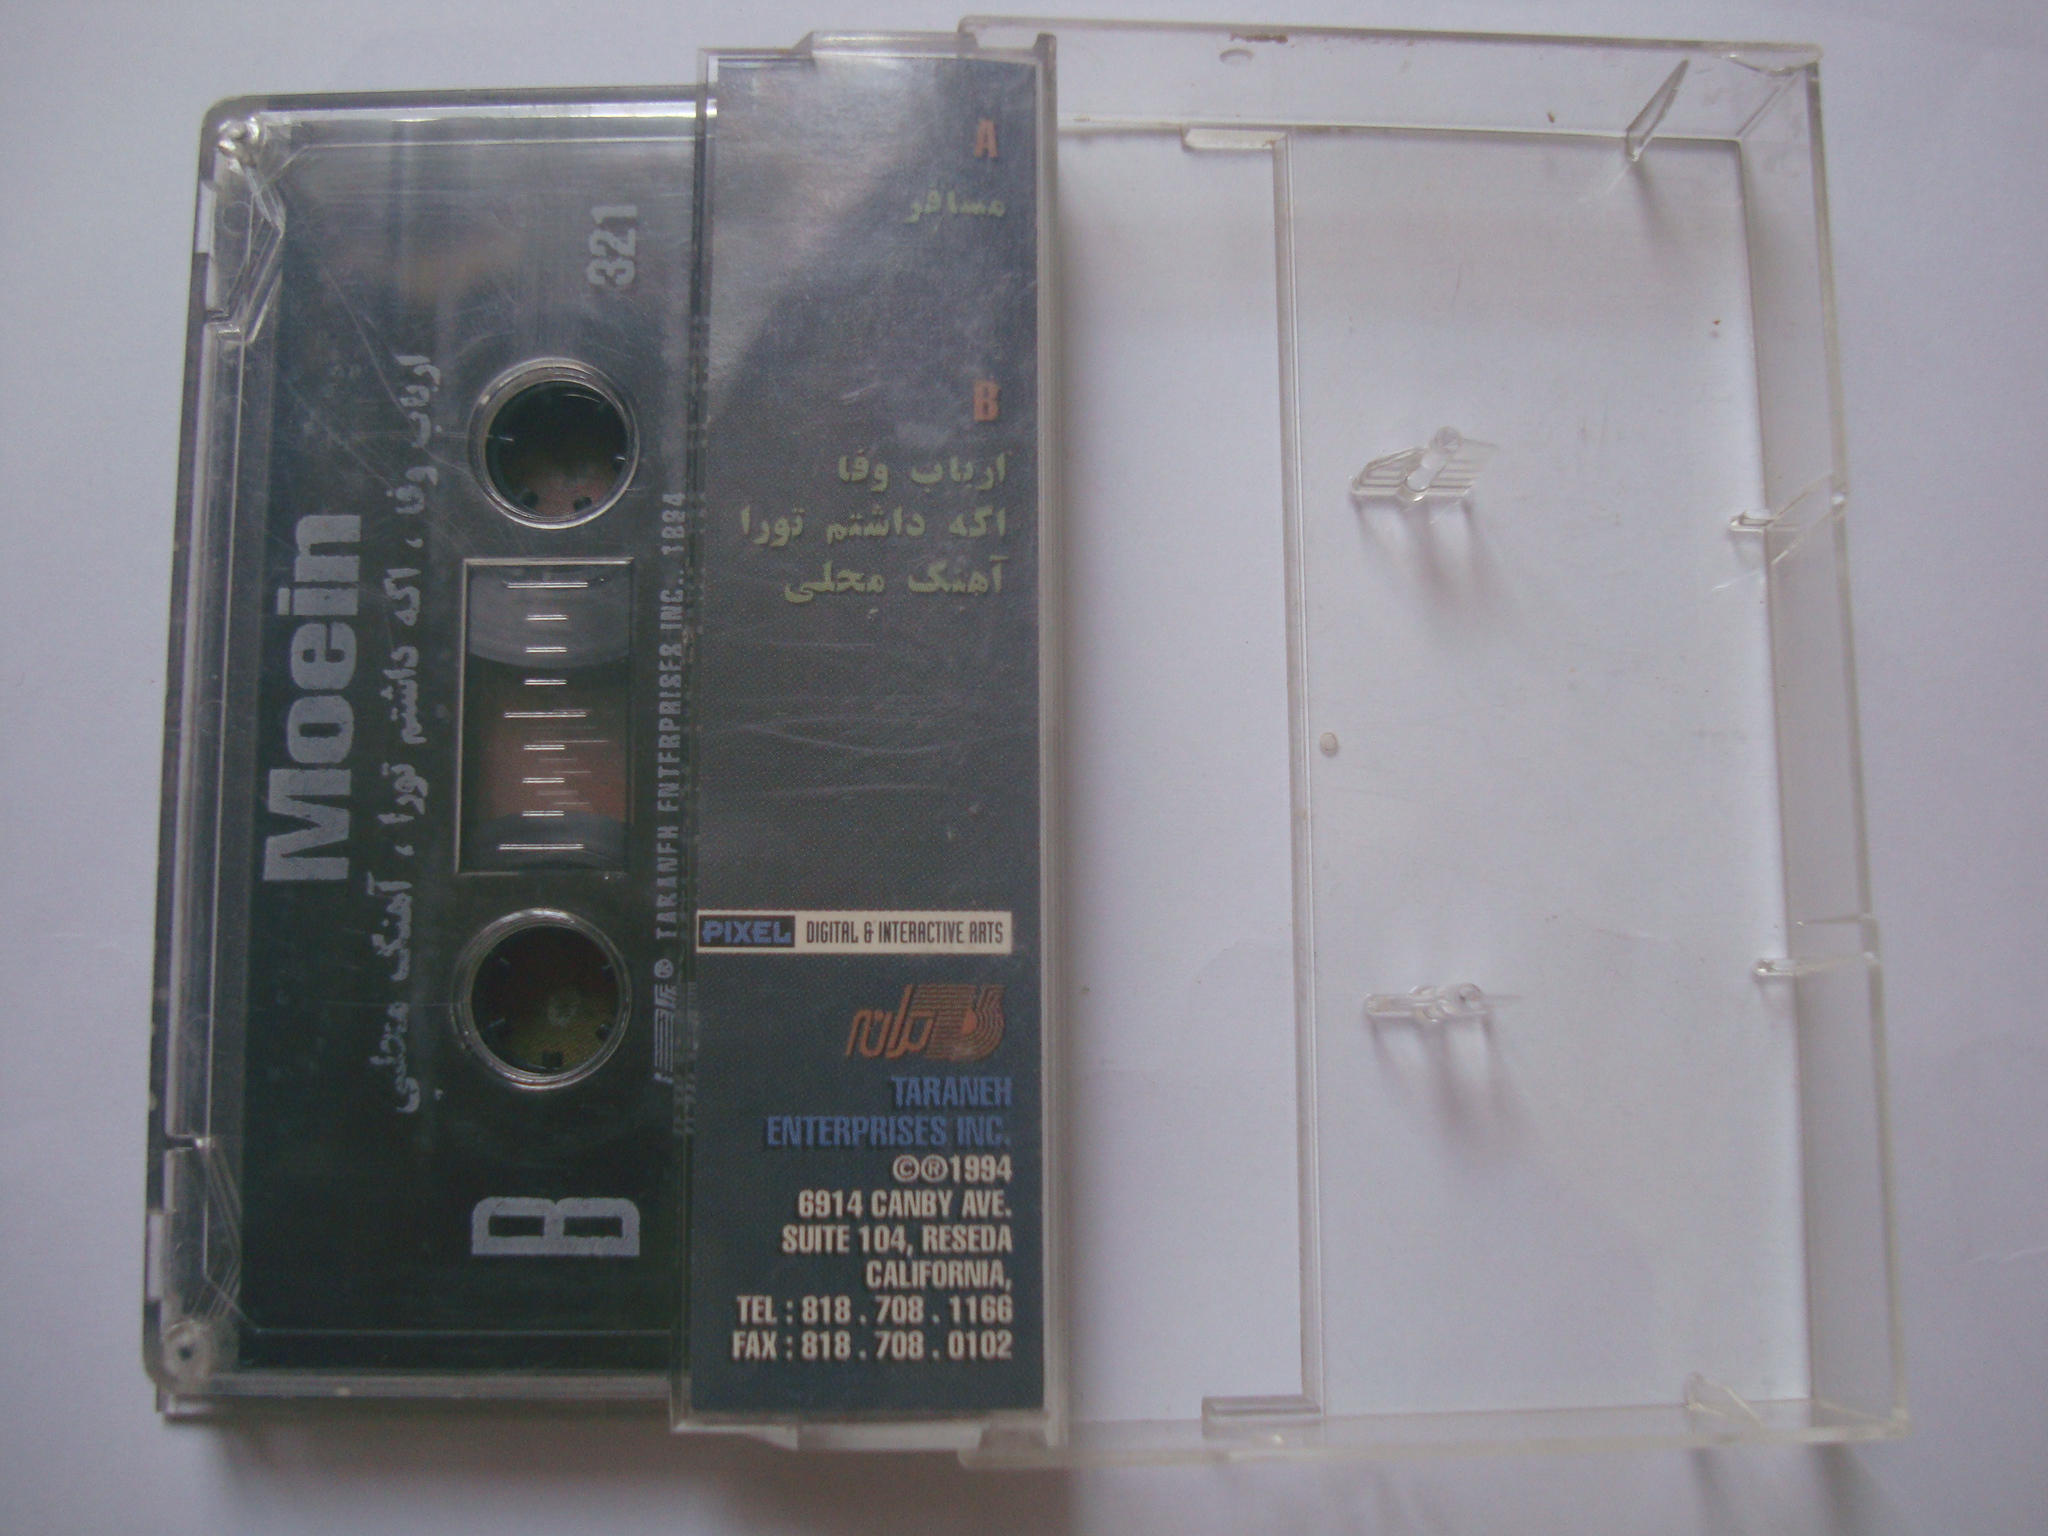 321
Moein
ارباب وفا ، اگه داشتم تورا ، آهنگ محلی
B
® TARANEH ENTERPRISER INC.. 1994
A
مسافر
B
ارباب وفا
اگه داشتم تورا
آهنگ محلی
PIXEL DIGITAL & INTERACTIVE ARTS
ترانه
TARANEH
ENTERPRISES INC.
©®1994
6914 CANBY AVE.
SUITE 104, RESEDA
CALIFORNIA,
TEL : 818 . 708 . 1166
FAX : 818 . 708 . 0102